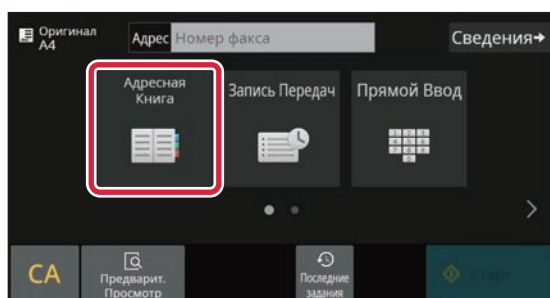 Оригинал
A4
Адрес Номер факса
Сведения→
Адресная
Книга
Запись Передач
Прямой Ввод
CA
Предварит.
Просмотр
Последние
задания
Старт